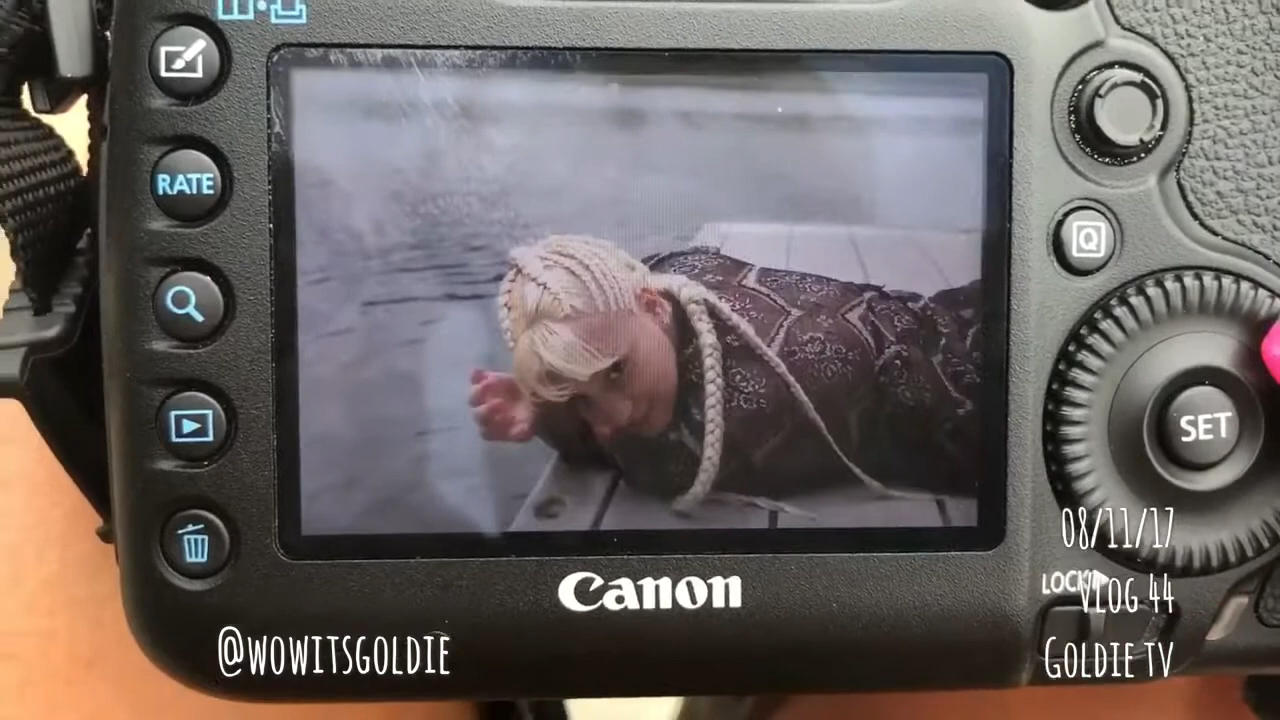 RATE
Q
SET
Canon
LOCK
08/11/17
VLOG 44
GOLDIE TV
@WOWITSGOLDIE